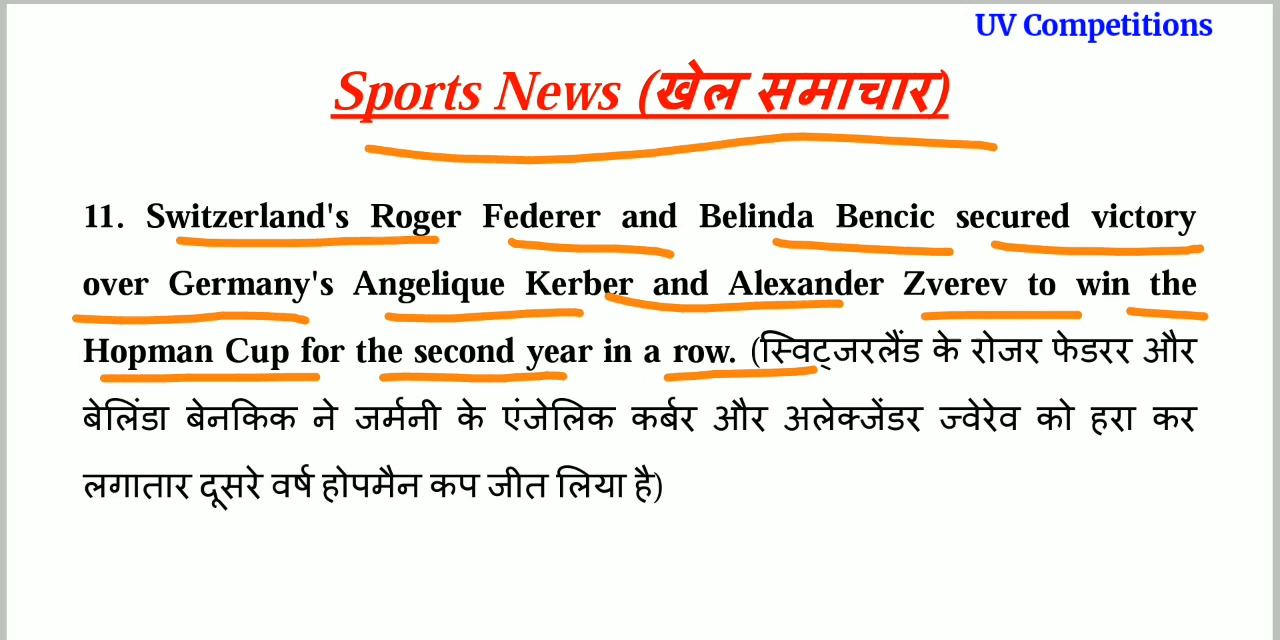 UV Competitions
Sports News (खेल समाचार)
11. Switzerland's Roger Federer and Belinda Bencic secured victory
over Germany's Angelique Kerber and Alexander Zverev to win the
Hopman Cup for the second year in a row. (स्विट्जरलैंड के रोजर फेडरर और
बेलिंडा बेनकिक ने जर्मनी के एंजेलिक कर्बर और अलेक्जेंडर ज्वेरेव को हरा कर
लगातार दूसरे वर्ष होपमैन कप जीत लिया है)